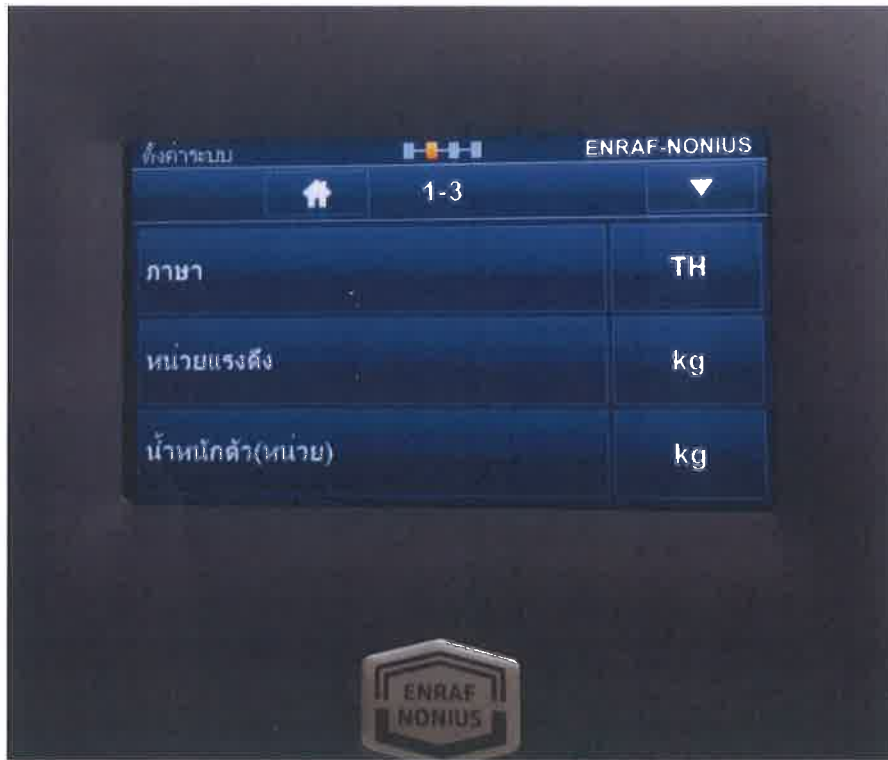 ตั้งค่าระบบ ENRAF-NONIUS
1-3
ภาษา TH
หน่วยแรงดึง kg
น้ำหนักตัว(หน่วย) kg
ENRAF
NONIUS